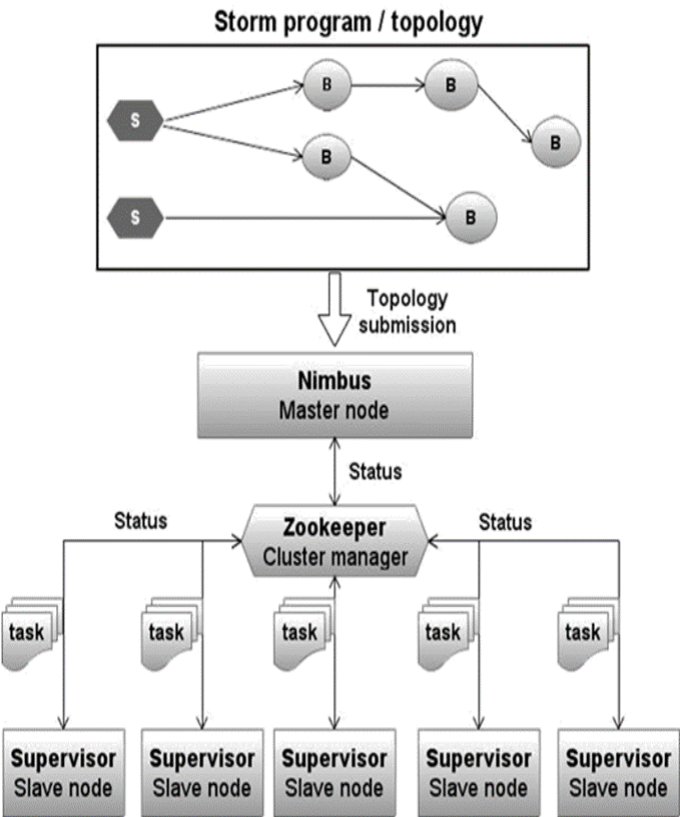 Storm program / topology
B
B
S
B
B
S
B
Topology
submission
Nimbus
Master node
Status
Status
Status
Zookeeper
Cluster manager
task
task
task
task
task
Supervisor
Slave node
Supervisor
Slave node
Supervisor
Slave node
Supervisor
Slave node
Supervisor
Slave node